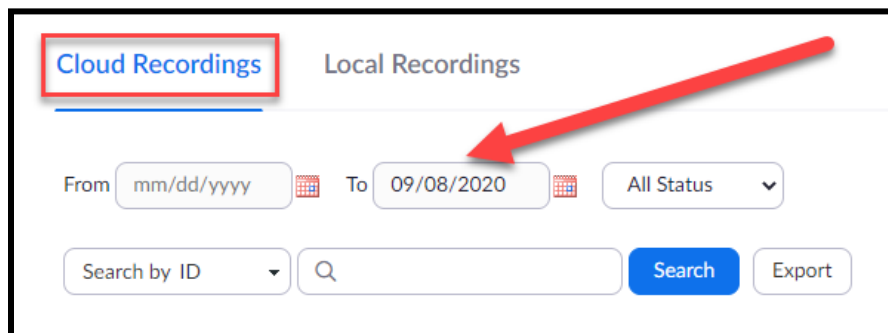 Cloud Recordings Local Recordings
From mm/dd/yyyy To 09/08/2020 All Status
Search by ID Search Export